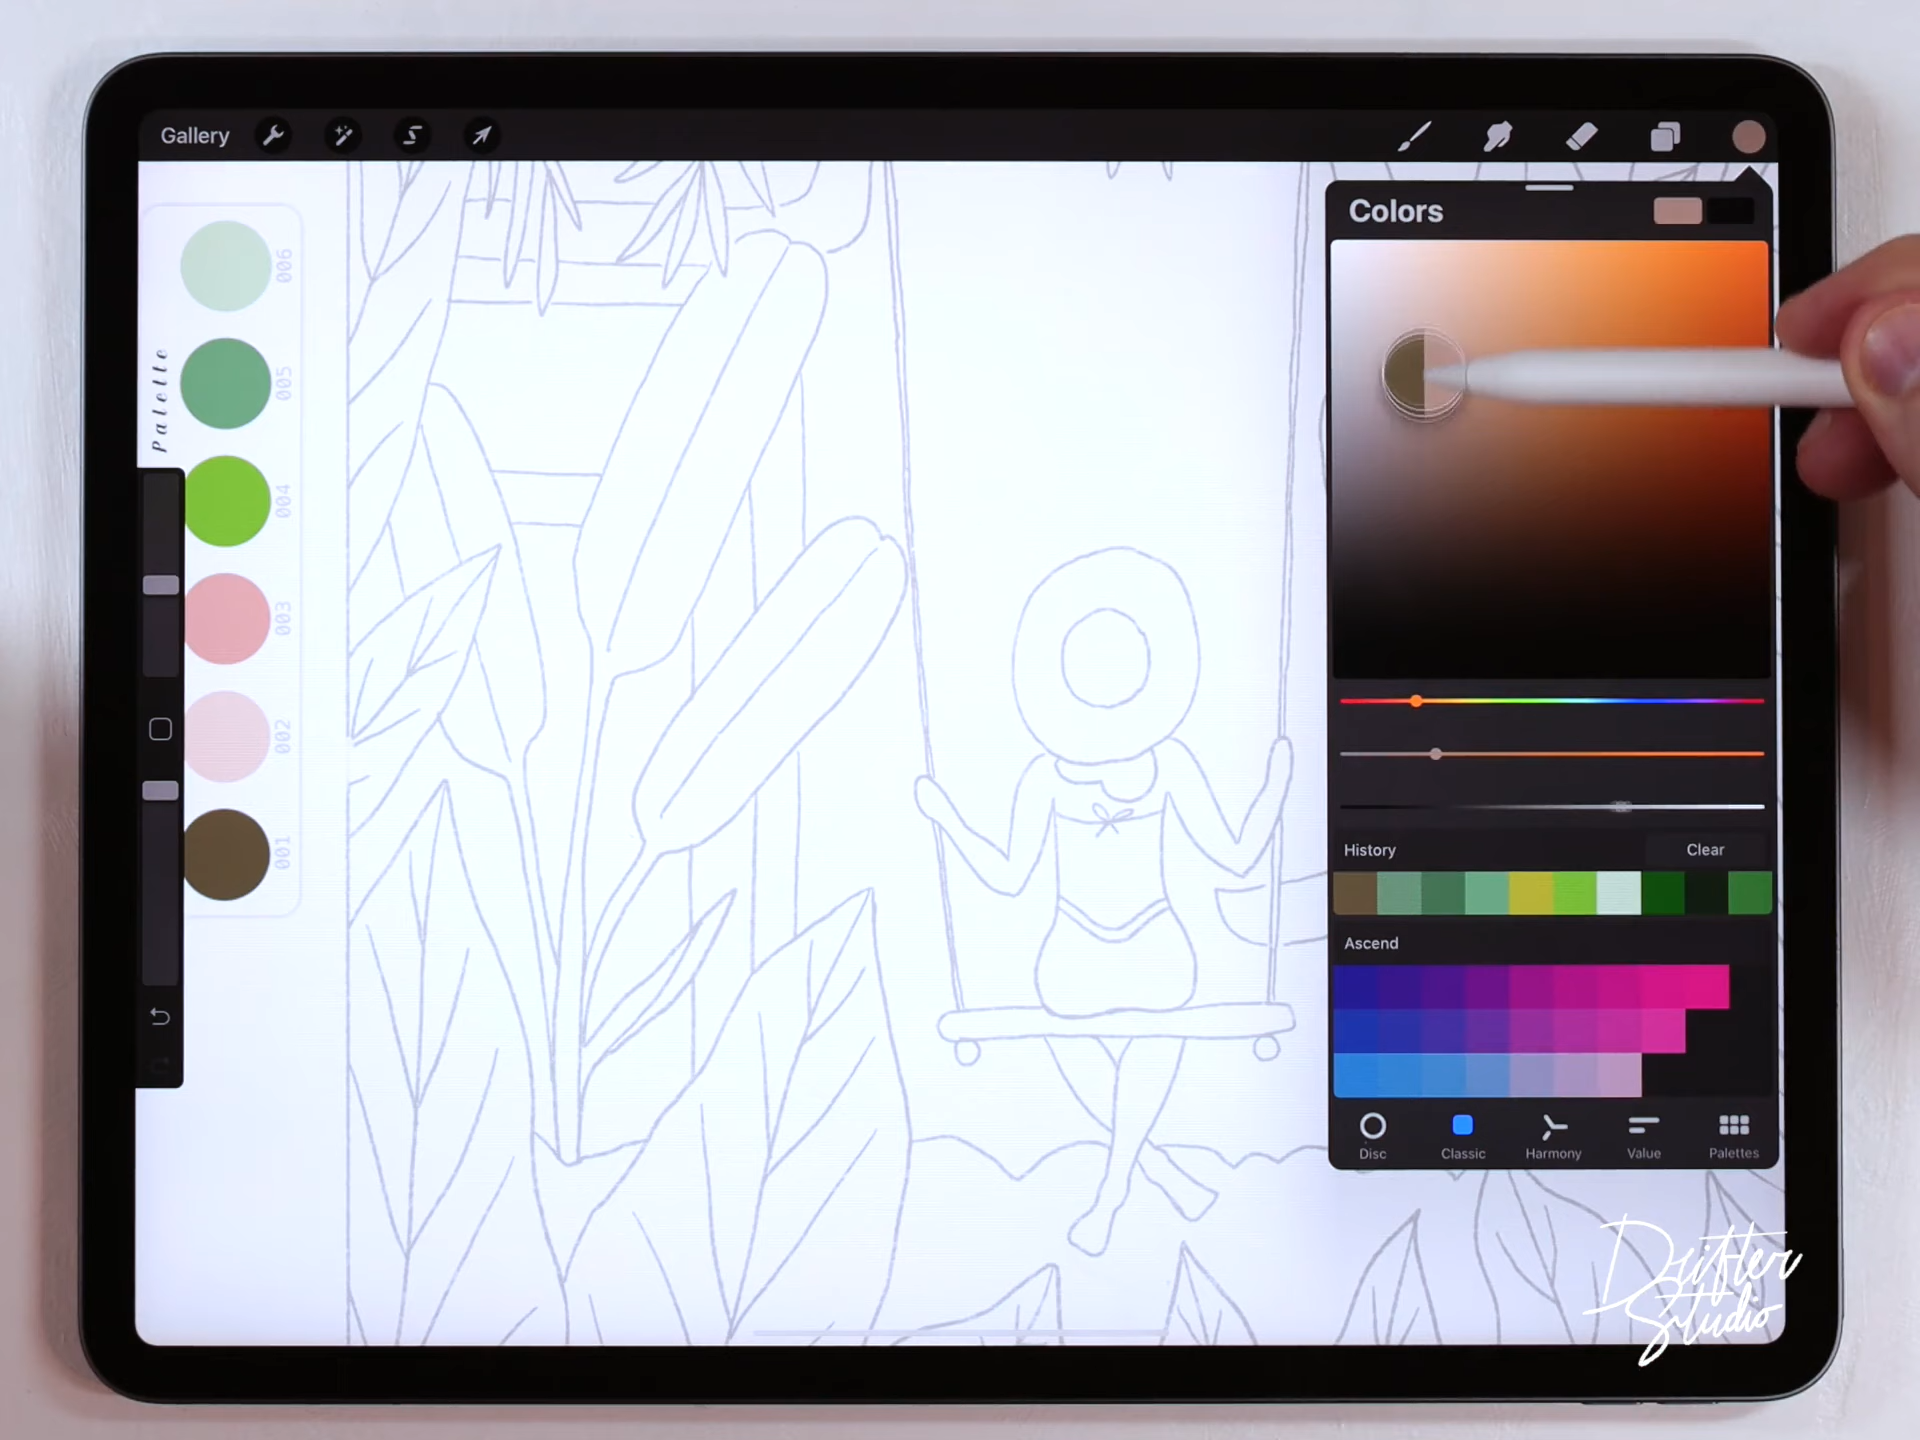 Gallery
Colors
Palette
006
005
004
003
002
001
History
Clear
Ascend
Disc
Classic
Harmony
Value
Palettes
Drifter
Studio